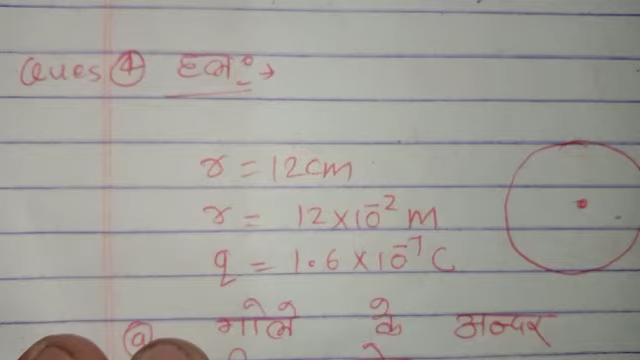 Ques ④ हल:→
r = 12cm
r = 12×10⁻² m
q = 1.6×10⁻⁷ C
ⓐ गोले के अन्दर